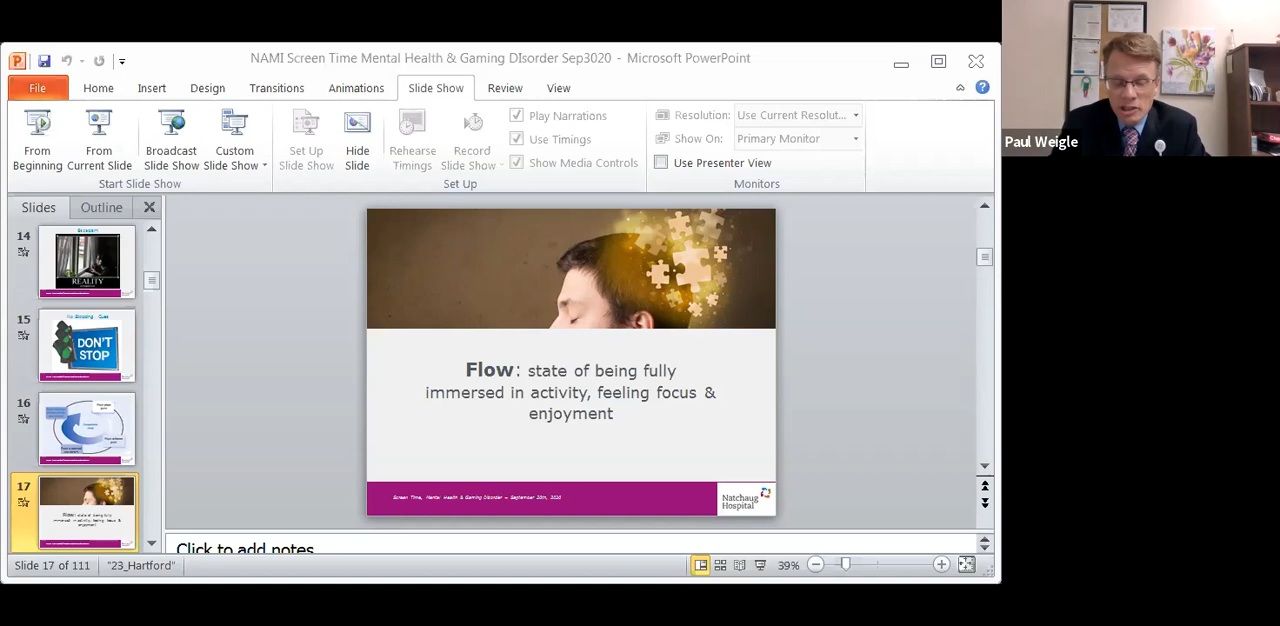 NAMI Screen Time Mental Health & Gaming DIsorder Sep3020 - Microsoft PowerPoint
File Home Insert Design Transitions Animations Slide Show Review View
From Beginning
From Current Slide
Broadcast Slide Show
Custom Slide Show
Set Up Slide Show
Hide Slide
Rehearse Timings
Record Slide Show
Play Narrations
Use Timings
Show Media Controls
Resolution: Use Current Resolut...
Show On: Primary Monitor
Use Presenter View
Start Slide Show Set Up Monitors
Slides Outline
14
REALITY
15
DON'T
STOP
16
17
Flow: state of being fully
immersed in activity, feeling focus &
enjoyment
Screen Time, Mental Health & Gaming Disorder – September 30th, 2020
Natchaug
Hospital
Click to add notes
Slide 17 of 111 "23_Hartford" 39%
Paul Weigle